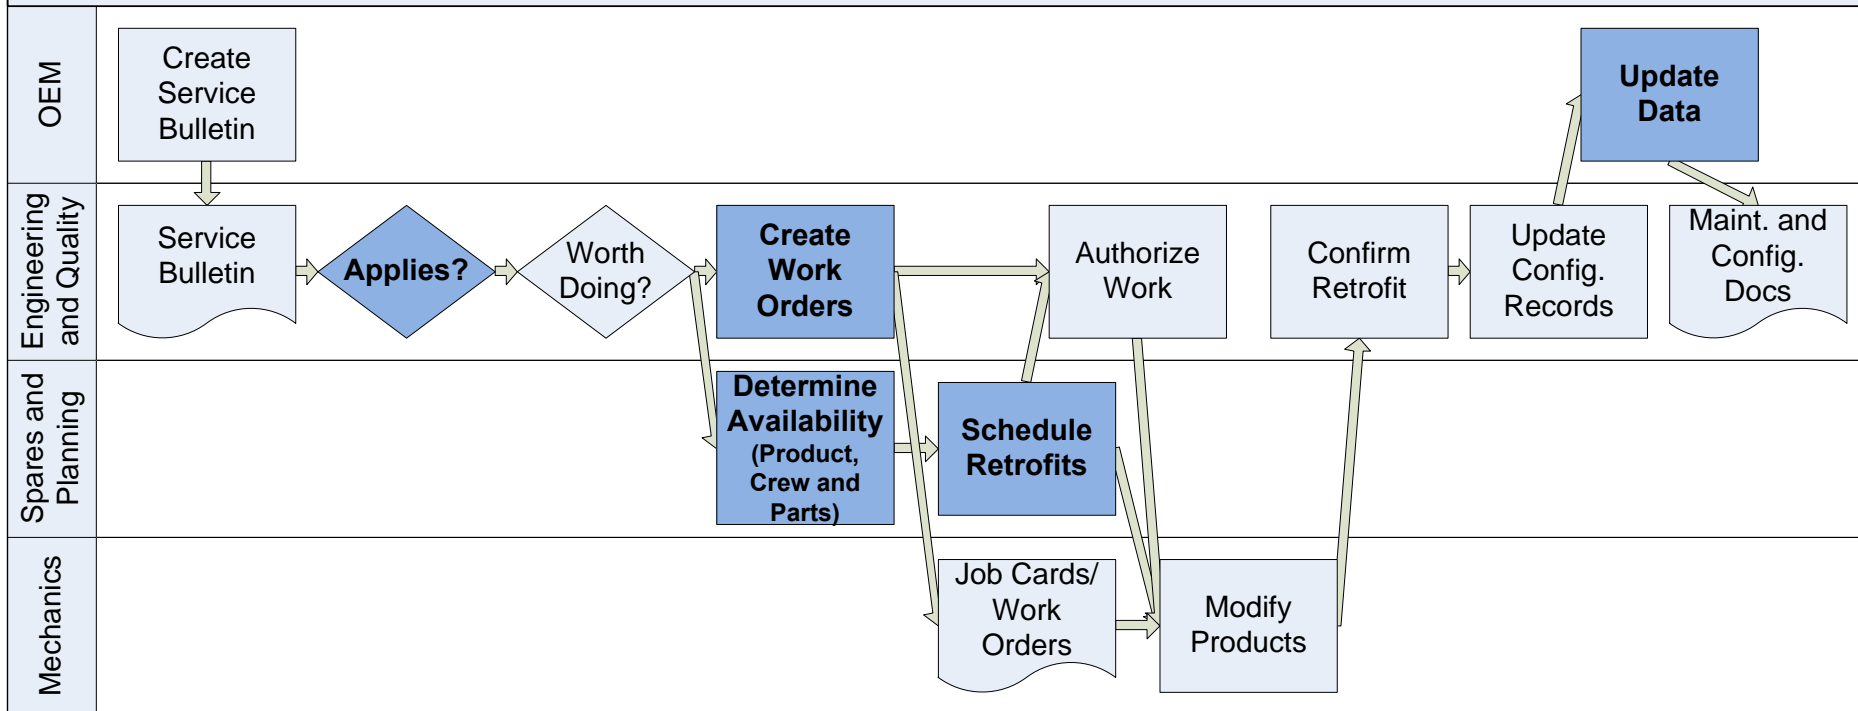 OEM
Create
Service
Bulletin
Update
Data
Engineering
and Quality
Service
Bulletin
Applies?
Worth
Doing?
Create
Work
Orders
Authorize
Work
Confirm
Retrofit
Update
Config.
Records
Maint. and
Config.
Docs
Spares and
Planning
Determine
Availability
(Product,
Crew and
Parts)
Schedule
Retrofits
Mechanics
Job Cards/
Work
Orders
Modify
Products